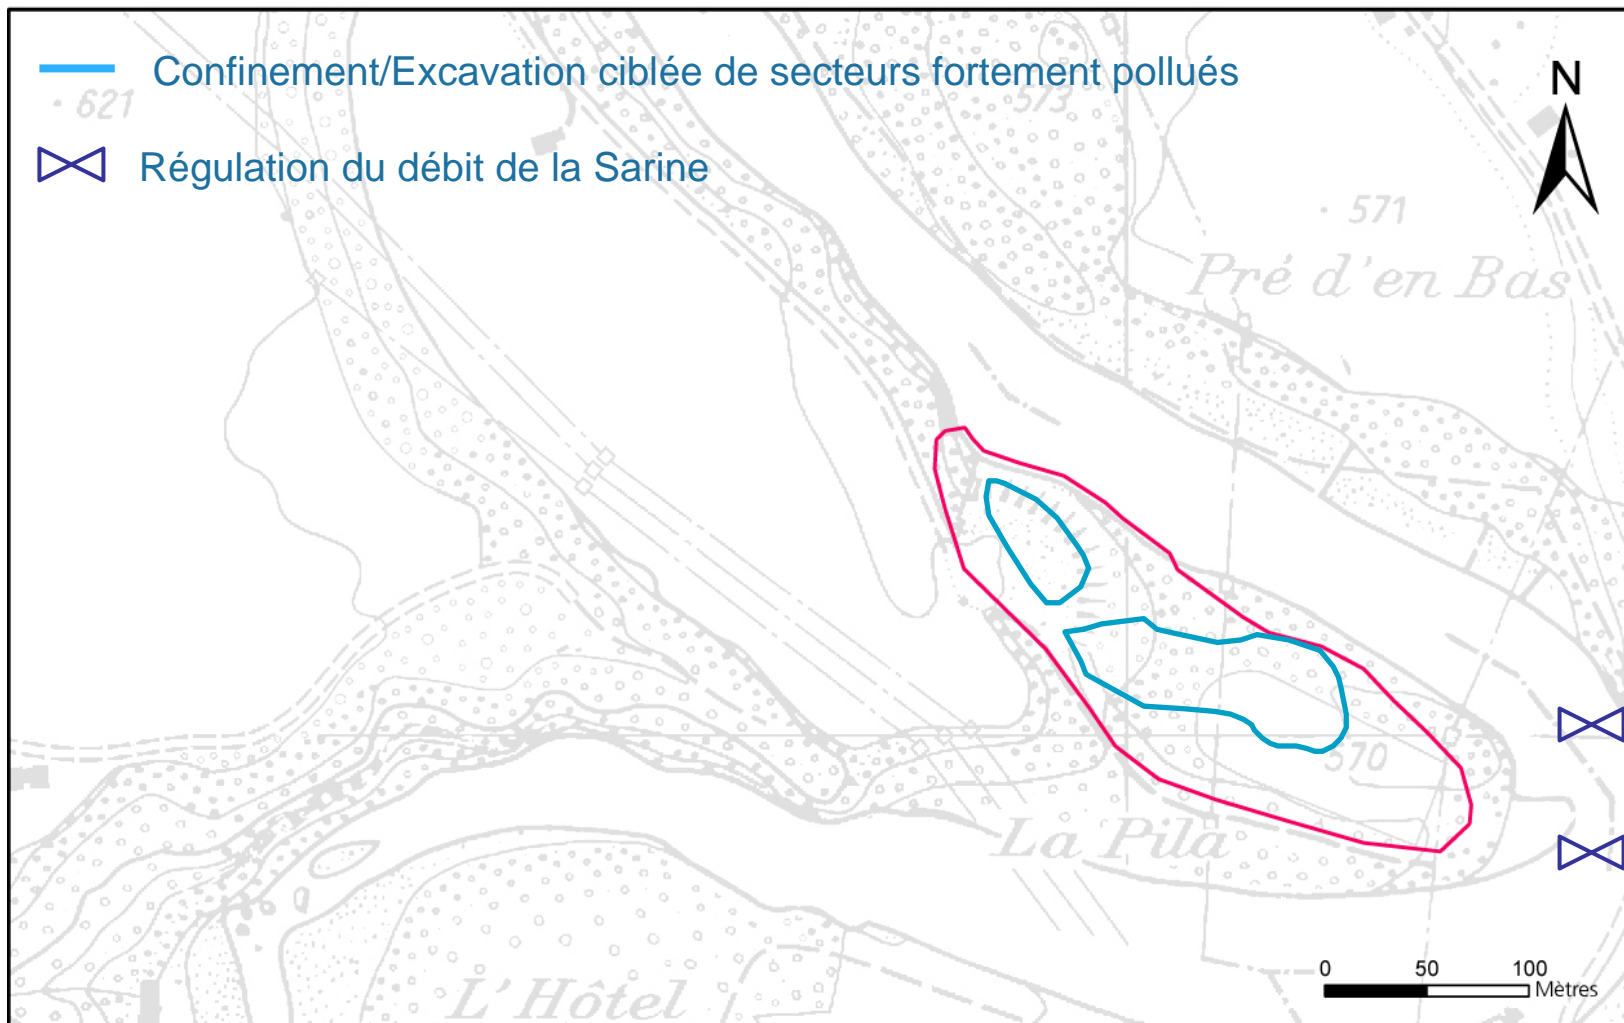 Confinement/Excavation ciblée de secteurs fortement pollués
621
573
N
Régulation du débit de la Sarine
571
Pré d'en Bas
570
La Pila
0 50 100
Mètres
L'Hôtel